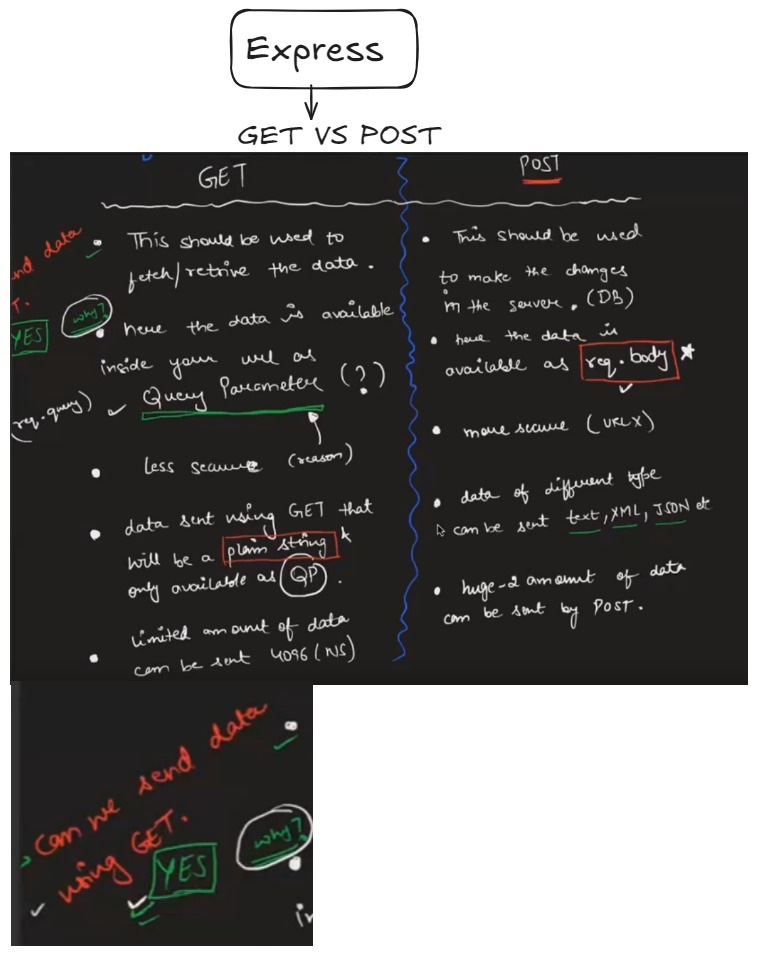 Express
GET VS POST
GET
This should be used to
fetch/retrive the data.
why?
here the data is available
inside your url as
(req.query)
Query Parameter (?)
Less secure (reason)
data sent using GET that
will be a plain string
only available as QP.
Limited amount of data
can be sent 4096 (NS)
nd data
T.
YES
POST
This should be used
to make the changes
in the server. (DB)
here the data is
available as req.body
more secure (URL X)
data of different type
can be sent text, XML, JSON etc
huge-2 amount of data
can be sent by POST.
can we send data
using GET.
YES
why?
in